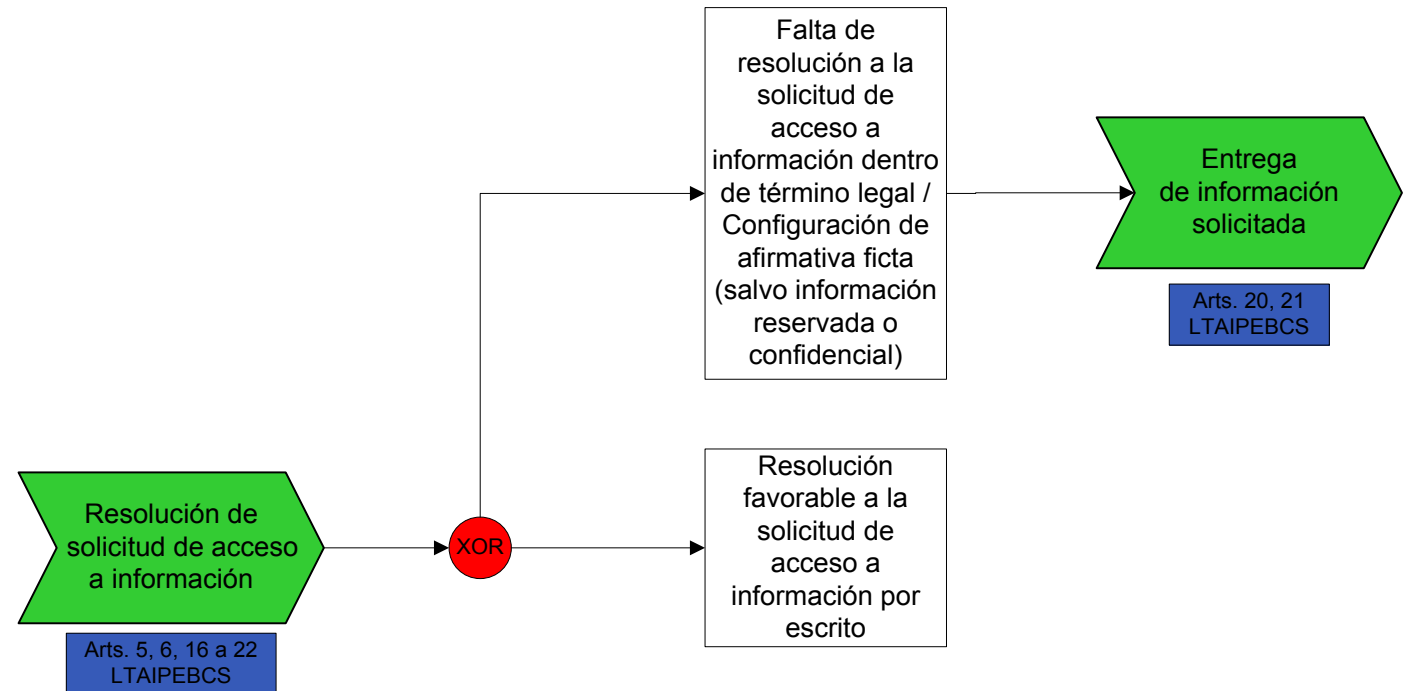 Falta de
resolución a la
solicitud de
acceso a
información dentro
de término legal /
Configuración de
afirmativa ficta
(salvo información
reservada o
confidencial)
Entrega
de información
solicitada
Arts. 20, 21
LTAIPEBCS
Resolución de
solicitud de acceso
a información
XOR
Resolución
favorable a la
solicitud de
acceso a
información por
escrito
Arts. 5, 6, 16 a 22
LTAIPEBCS